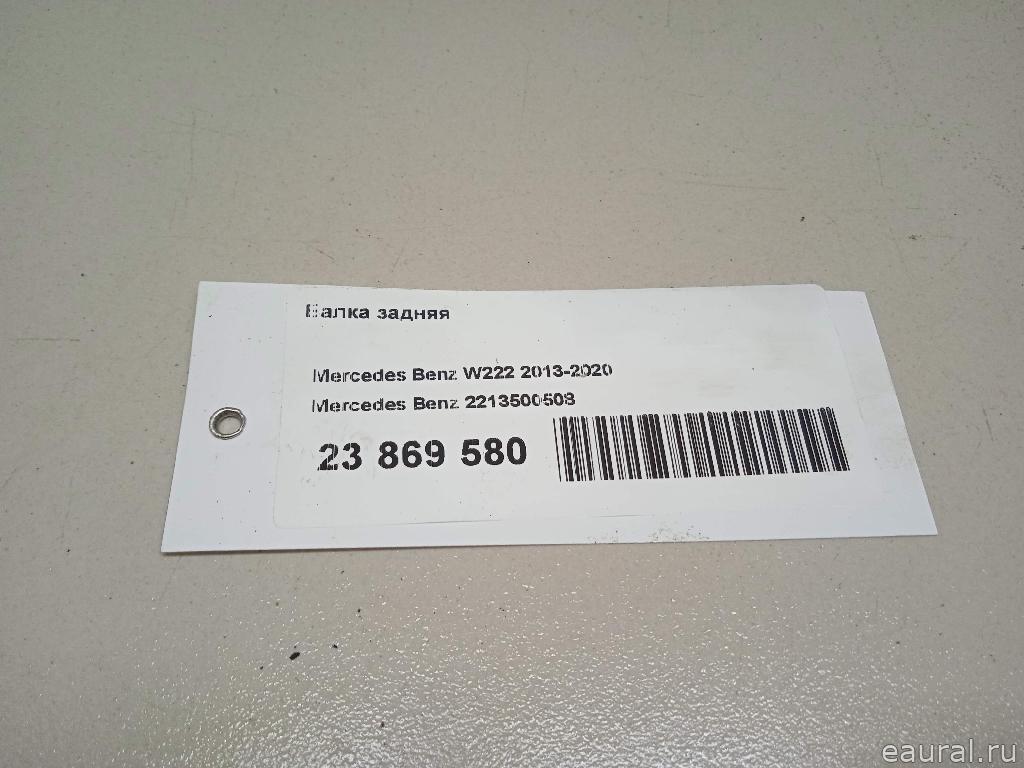 Балка задняя
Mercedes Benz W222 2013-2020
Mercedes Benz 2213500508
23 869 580
eaural.ru